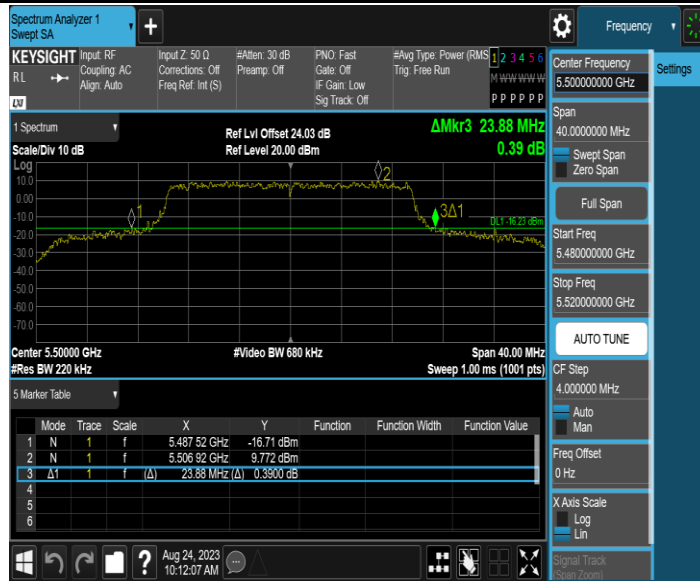 Spectrum Analyzer 1
Swept SA
+
Frequency
KEYSIGHT
RL
LXI
Input: RF
Coupling: AC
Align: Auto
Input Z: 50 Ω
Corrections: Off
Freq Ref: Int (S)
#Atten: 30 dB
Preamp: Off
PNO: Fast
Gate: Off
IF Gain: Low
Sig Track: Off
#Avg Type: Power (RMS
Trig: Free Run
1 2 3 4 5 6
M W W W W W
P P P P P P
Center Frequency
5.500000000 GHz
Settings
Span
40.0000000 MHz
Swept Span
Zero Span
Full Span
Start Freq
5.480000000 GHz
Stop Freq
5.520000000 GHz
AUTO TUNE
CF Step
4.000000 MHz
Auto
Man
Freq Offset
0 Hz
X Axis Scale
Log
Lin
Signal Track
(Span Zoom)
1 Spectrum
Scale/Div 10 dB
Ref Lvl Offset 24.03 dB
Ref Level 20.00 dBm
ΔMkr3 23.88 MHz
0.39 dB
Log
10.0
0.00
-10.0
-20.0
-30.0
-40.0
-50.0
-60.0
-70.0
1
2
3Δ1
DL1 -16.23 dBm
Center 5.50000 GHz
#Res BW 220 kHz
#Video BW 680 kHz
Span 40.00 MHz
Sweep 1.00 ms (1001 pts)
5 Marker Table
Mode Trace Scale X Y Function Function Width Function Value
1 N 1 f 5.487 52 GHz -16.71 dBm
2 N 1 f 5.506 92 GHz 9.772 dBm
3 Δ1 1 f (Δ) 23.88 MHz (Δ) 0.3900 dB
4
5
6
?
Aug 24, 2023
10:12:07 AM